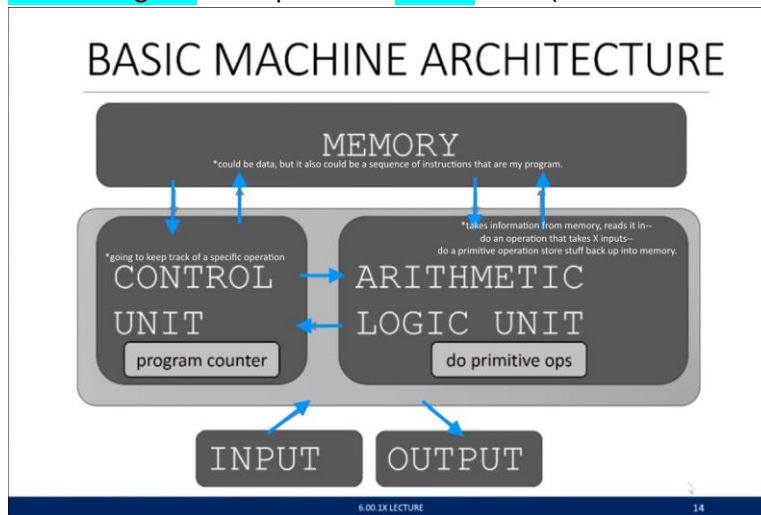 BASIC MACHINE ARCHITECTURE
MEMORY
*could be data, but it also could be a sequence of instructions that are my program.
*going to keep track of a specific operation
CONTROL
UNIT
program counter
*takes information from memory, reads it in--
do an operation that takes X inputs--
do a primitive operation store stuff back up into memory.
ARITHMETIC
LOGIC UNIT
do primitive ops
INPUT
OUTPUT
6.00.1X LECTURE
14